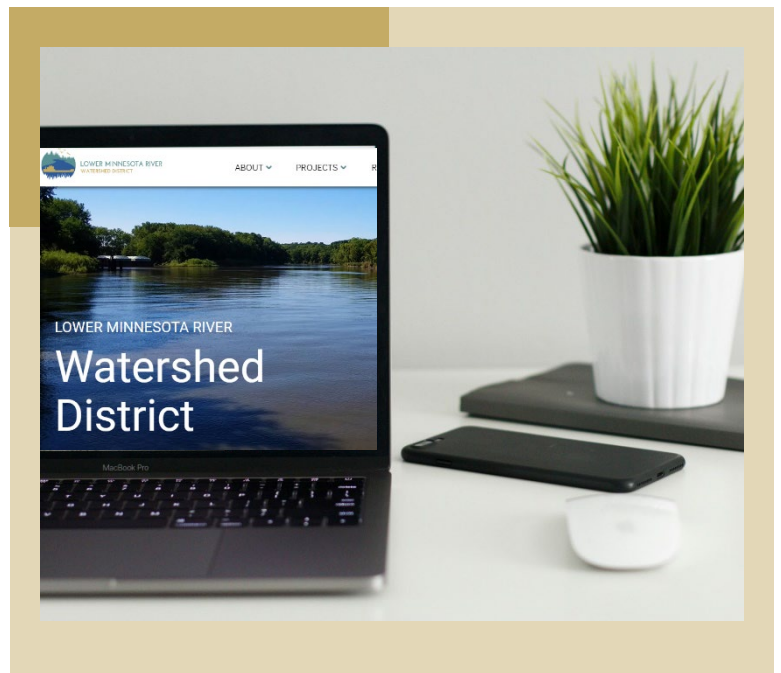 LOWER MINNESOTA RIVER
WATERSHED DISTRICT
ABOUT
PROJECTS
R
LOWER MINNESOTA RIVER
Watershed
District
MacBook Pro